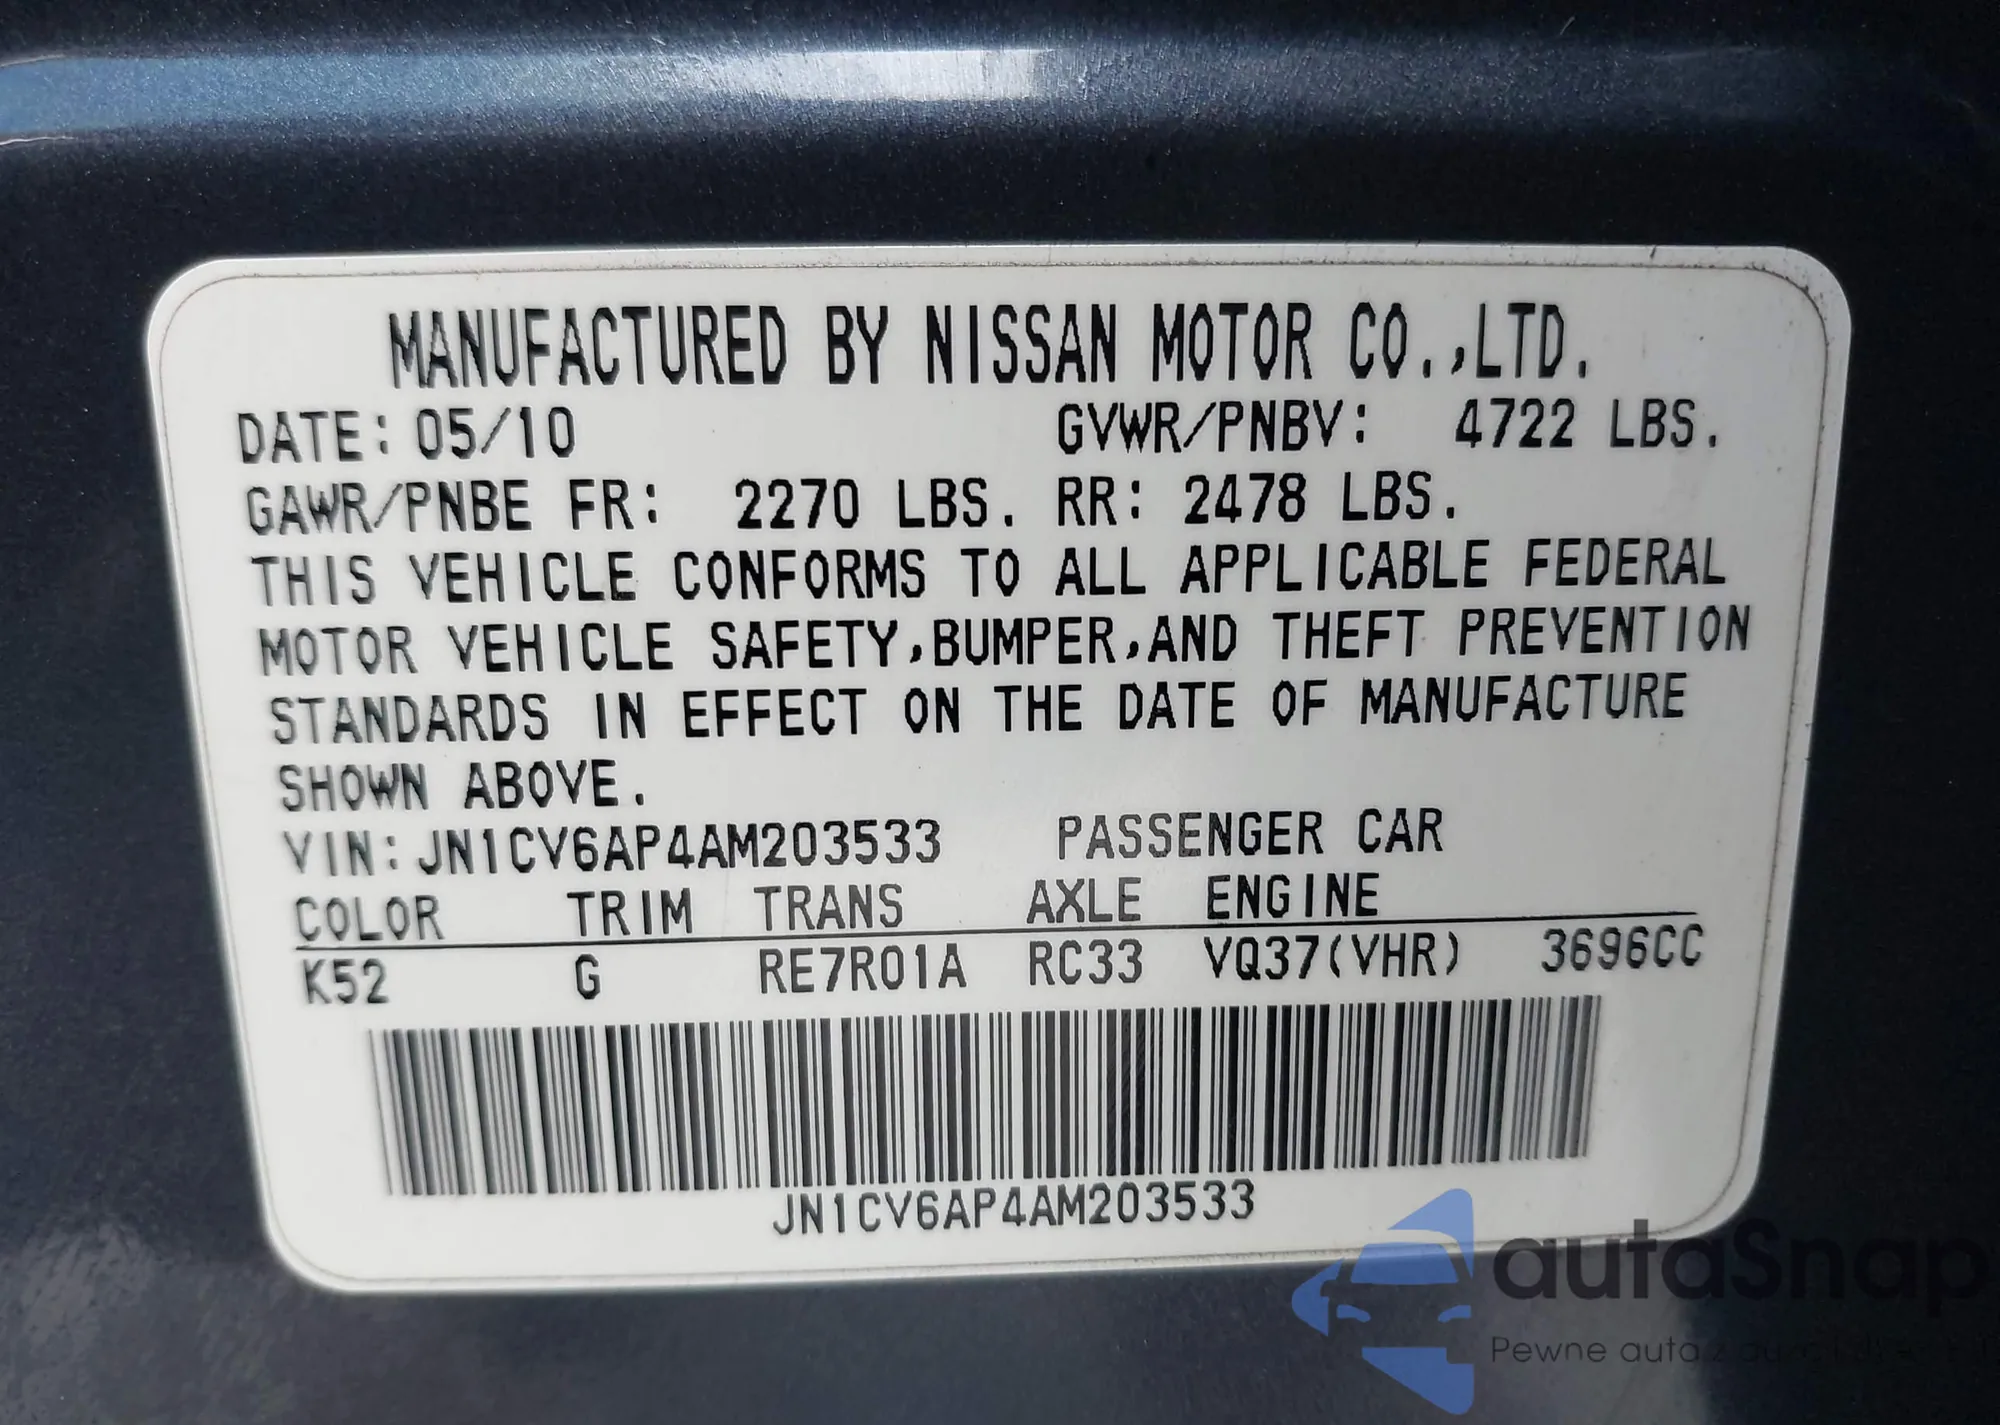 MANUFACTURED BY NISSAN MOTOR CO.,LTD.
DATE: 05/10 GVWR/PNBV: 4722 LBS.
GAWR/PNBE FR: 2270 LBS. RR: 2478 LBS.
THIS VEHICLE CONFORMS TO ALL APPLICABLE FEDERAL
MOTOR VEHICLE SAFETY,BUMPER,AND THEFT PREVENTION
STANDARDS IN EFFECT ON THE DATE OF MANUFACTURE
SHOWN ABOVE.
VIN:JN1CV6AP4AM203533 PASSENGER CAR
COLOR TRIM TRANS AXLE ENGINE
K52 G RE7R01A RC33 VQ37(VHR) 3696CC
JN1CV6AP4AM203533
autaSnap
Pewne auta z